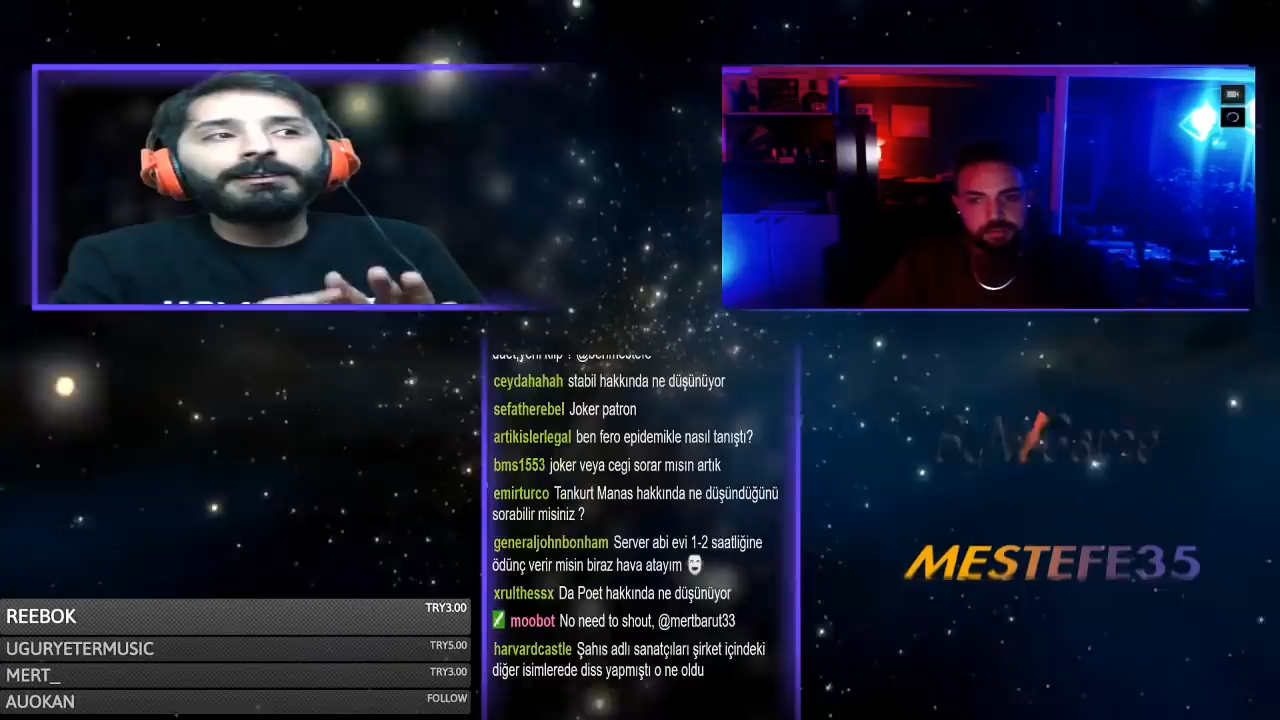 ceydahahah stabil hakkında ne düşünüyor
sefatherebel Joker patron
artikislerlegal ben fero epidemikle nasıl tanıştı?
bms1553 joker veya cegi sorar mısın artık
emirturco Tankurt Manas hakkında ne düşündüğünü
sorabilir misiniz ?
generaljohnbonham Server abi evi 1-2 saatliğine
ödünç verir misin biraz hava atayım
xrulthessx Da Poet hakkında ne düşünüyor
moobot No need to shout, @mertbarut33
harvardcastle Şahıs adlı sanatçıları şirket içindeki
diğer isimlerede diss yapmıştı o ne oldu
MESTEFE35
REEBOK TRY3.00
UGURYETERMUSIC TRY5.00
MERT_ TRY3.00
AUOKAN FOLLOW